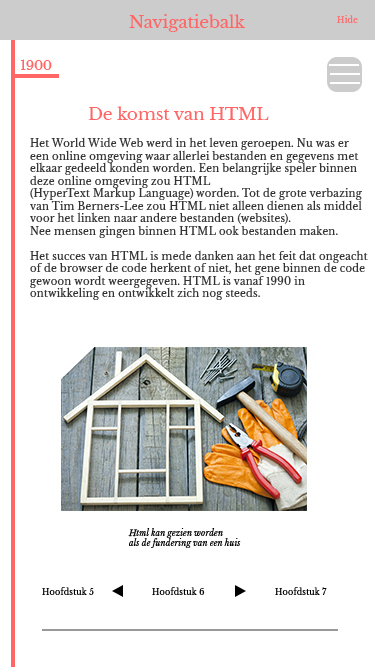 Navigatiebalk
Hide
1900
De komst van HTML
Het World Wide Web werd in het leven geroepen. Nu was er
een online omgeving waar allerlei bestanden en gegevens met
elkaar gedeeld konden worden. Een belangrijke speler binnen
deze online omgeving zou HTML
(HyperText Markup Language) worden. Tot de grote verbazing
van Tim Berners-Lee zou HTML niet alleen dienen als middel
voor het linken naar andere bestanden (websites).
Nee mensen gingen binnen HTML ook bestanden maken.
Het succes van HTML is mede danken aan het feit dat ongeacht
of de browser de code herkent of niet, het gene binnen de code
gewoon wordt weergegeven. HTML is vanaf 1990 in
ontwikkeling en ontwikkelt zich nog steeds.
Html kan gezien worden
als de fundering van een huis
Hoofdstuk 5
Hoofdstuk 6
Hoofdstuk 7